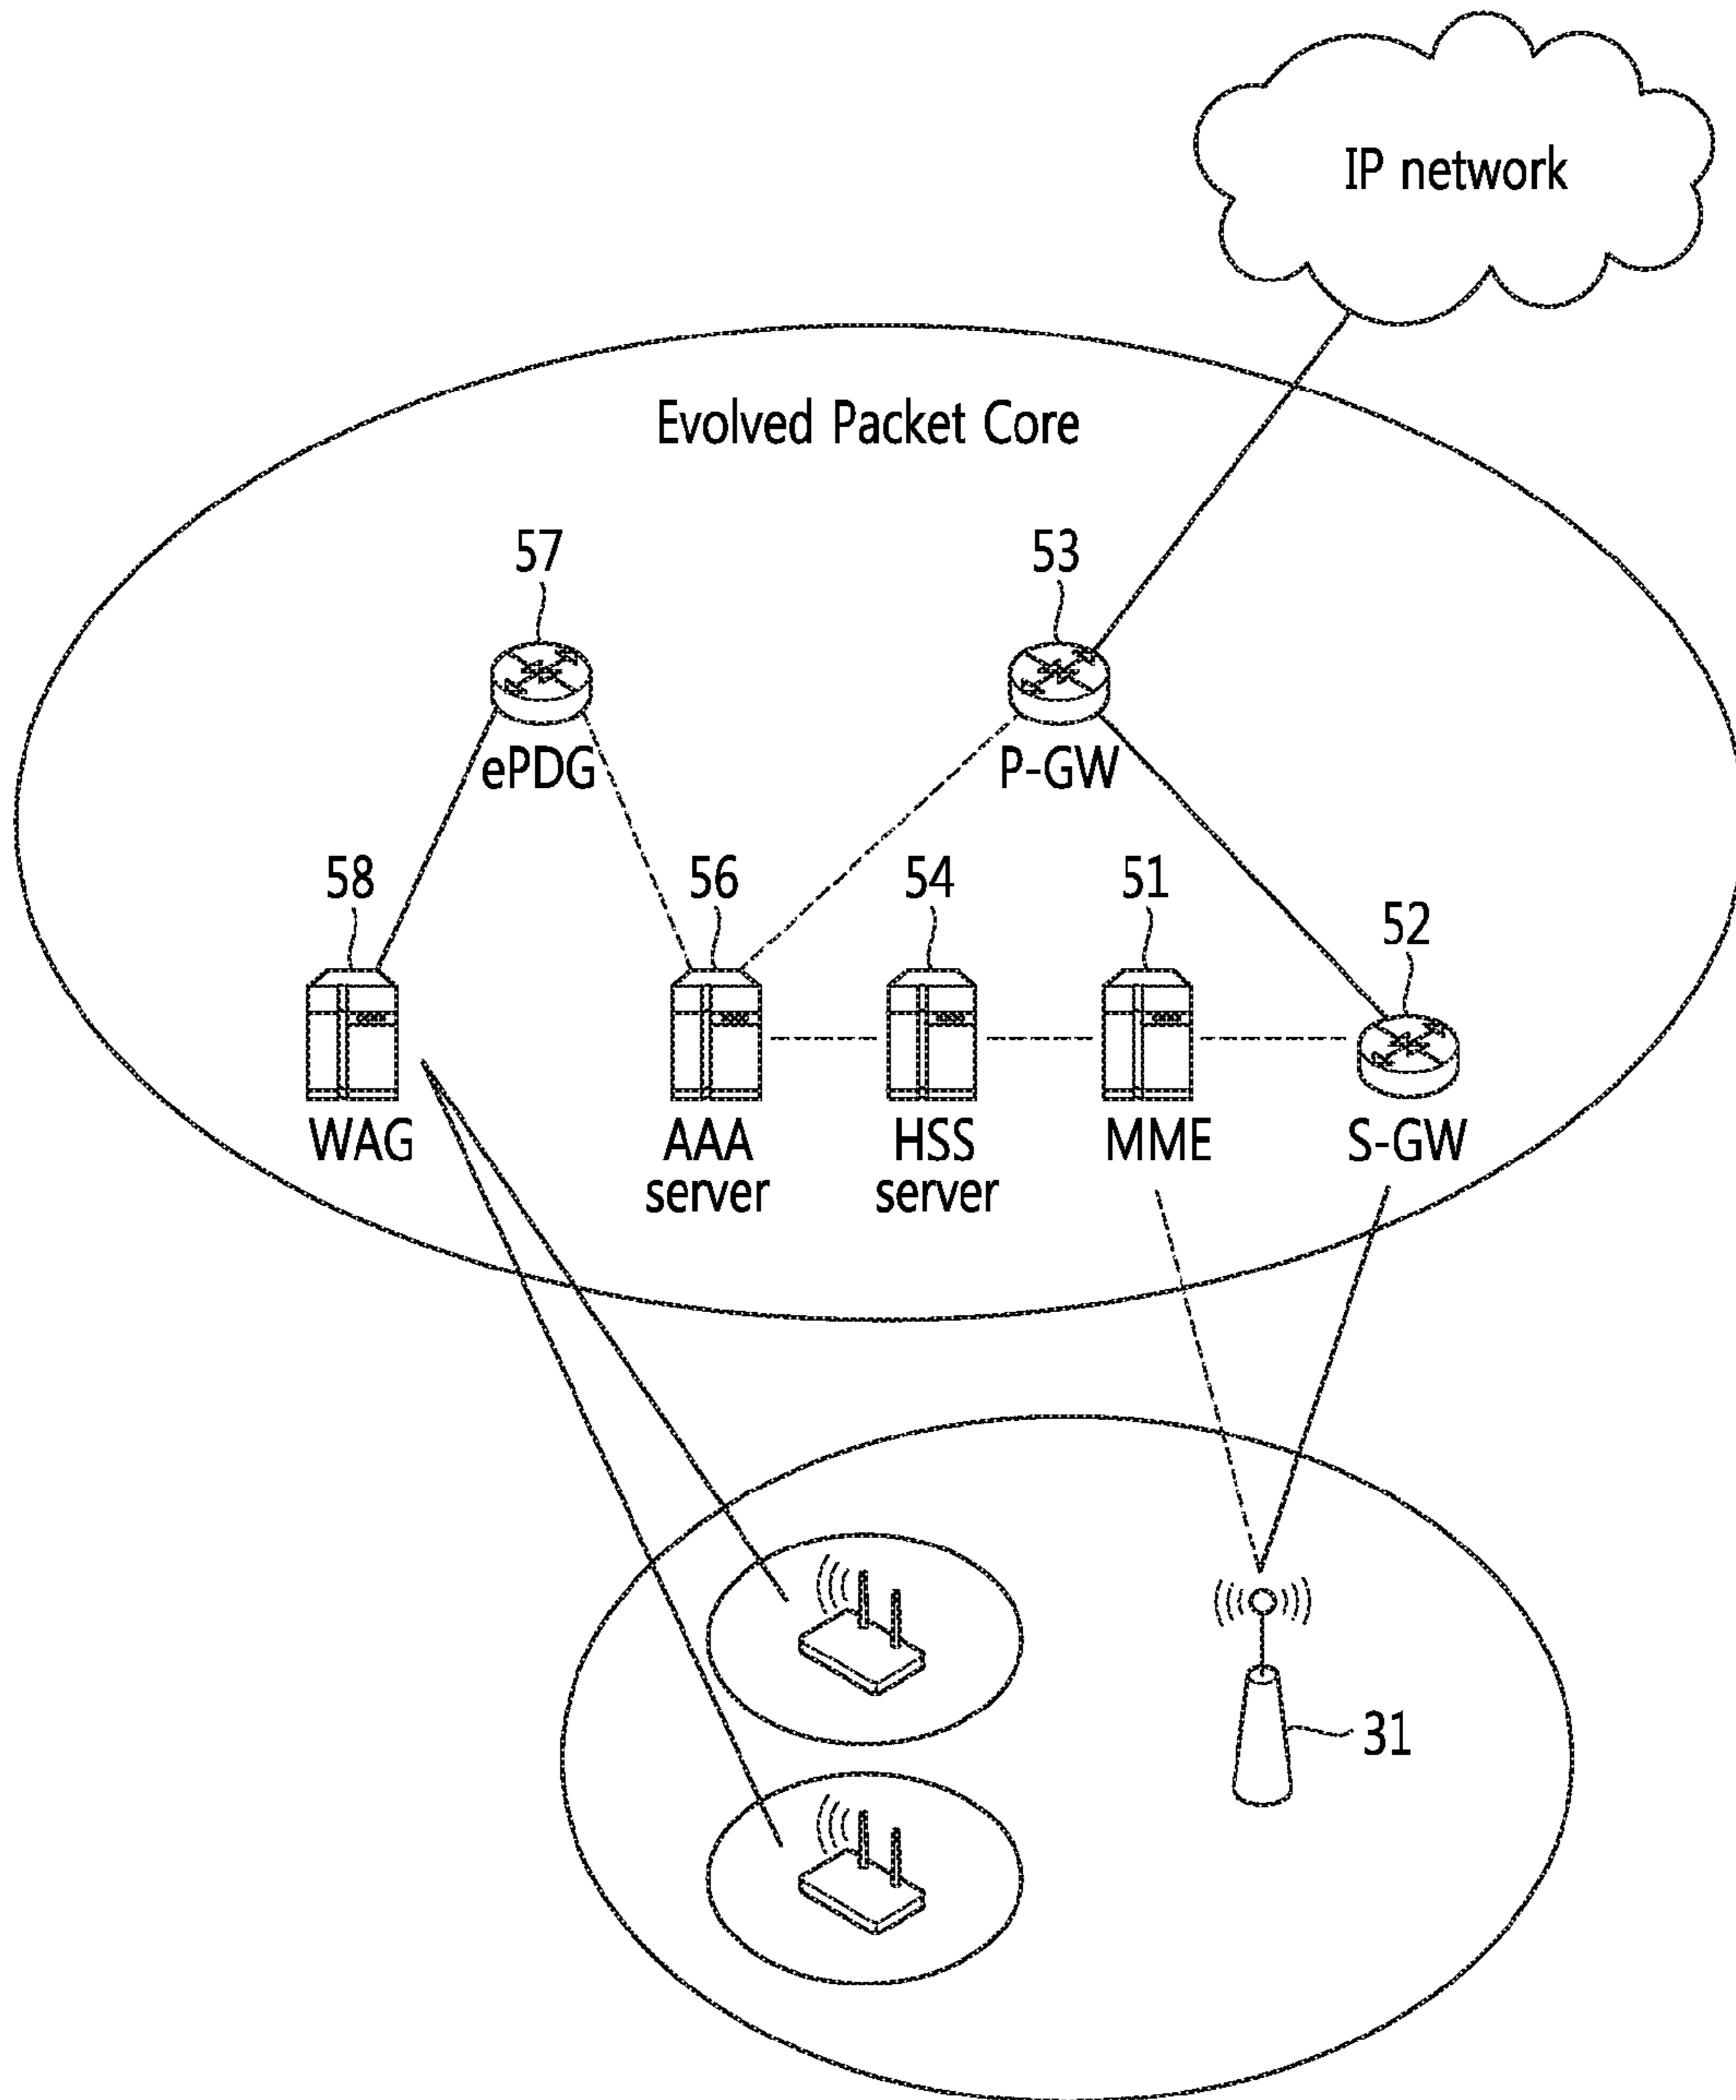 IP network
Evolved Packet Core
57
53
ePDG
P-GW
58
56
54
51
52
WAG
AAA
server
HSS
server
MME
S-GW
31